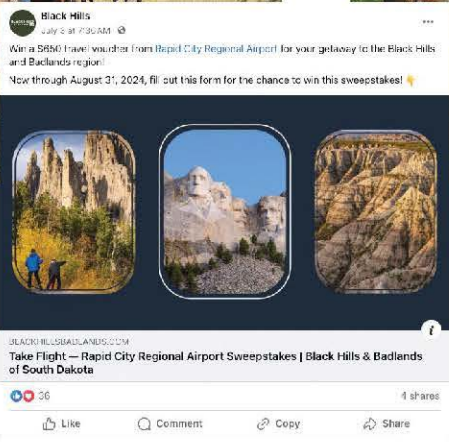 Black Hills
July 3 at 7:36AM
Win a $650 travel voucher from Rapid City Regional Airport for your getaway to the Black Hills
and Badlands region!
Now through August 31, 2024, fill out this form for the chance to win this sweepstakes!
BLACKHILLSBADLANDS.COM
Take Flight — Rapid City Regional Airport Sweepstakes | Black Hills & Badlands
of South Dakota
36
4 shares
Like
Comment
Copy
Share